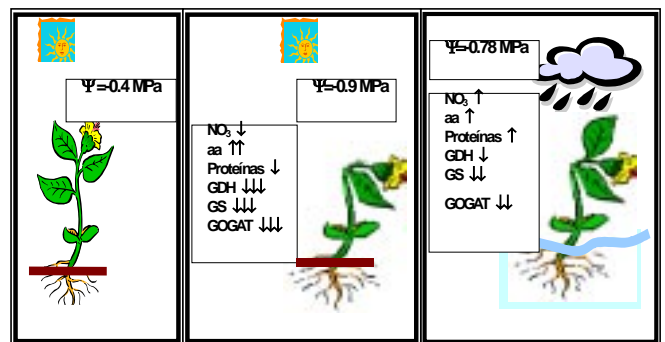 Ψ=-0.4 MPa
Ψ=-0.9 MPa
NO3 ↓
aa ↑↑
Proteínas ↓
GDH ↓↓↓
GS ↓↓↓
GOGAT ↓↓↓
Ψ=-0.78 MPa
NO3 ↑
aa ↑
Proteínas ↑
GDH ↓
GS ↓↓
GOGAT ↓↓